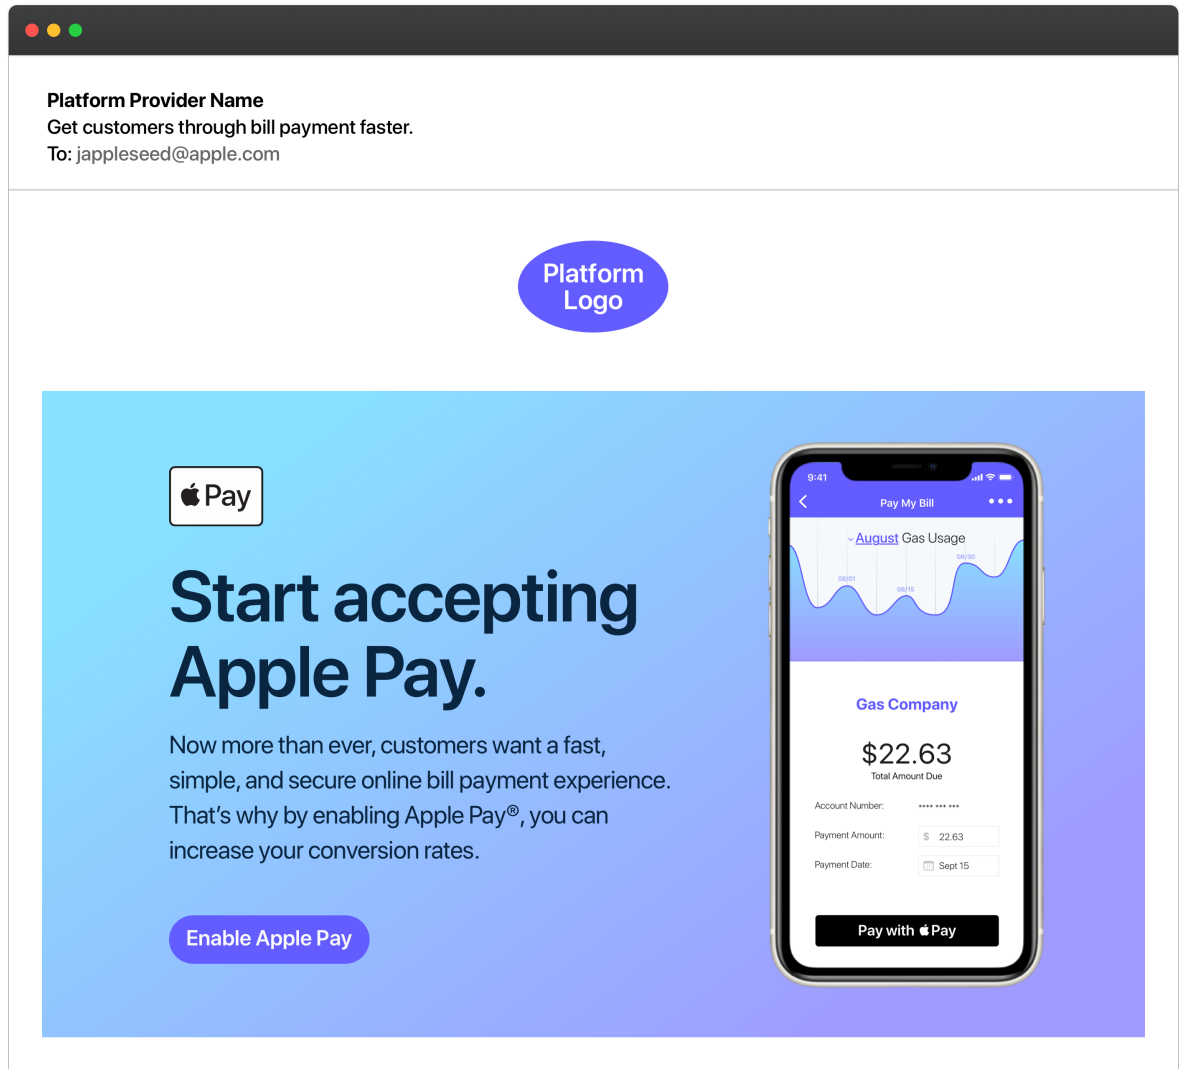 Platform Provider Name
Get customers through bill payment faster.
To: jappleseed@apple.com
Platform
Logo
Pay
Start accepting
Apple Pay.
Now more than ever, customers want a fast,
simple, and secure online bill payment experience.
That’s why by enabling Apple Pay®, you can
increase your conversion rates.
Enable Apple Pay
9:41
Pay My Bill
August Gas Usage
08/30
08/01
08/15
Gas Company
$22.63
Total Amount Due
Account Number: •••• ••• •••
Payment Amount: $ 22.63
Payment Date: Sept 15
Pay with Pay